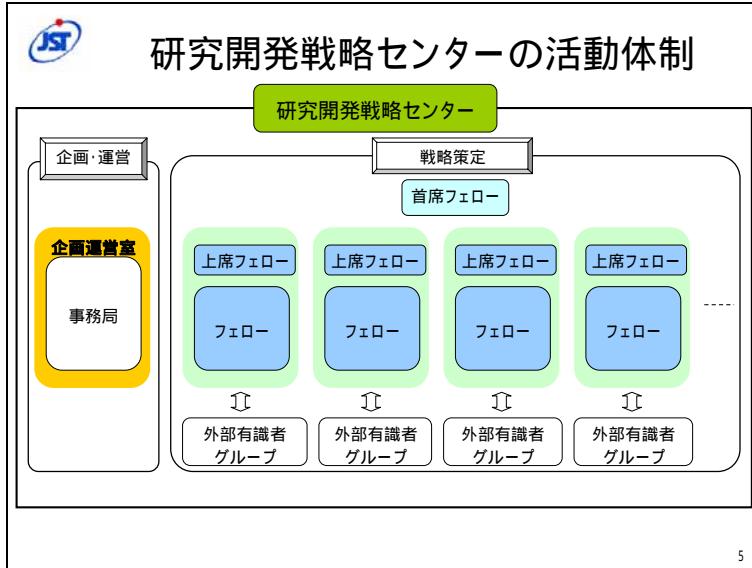 JST
研究開発戦略センターの活動体制
研究開発戦略センター
企画・運営
戦略策定
首席フェロー
企画運営室
事務局
上席フェロー
上席フェロー
上席フェロー
上席フェロー
フェロー
フェロー
フェロー
フェロー
外部有識者
グループ
外部有識者
グループ
外部有識者
グループ
外部有識者
グループ
5